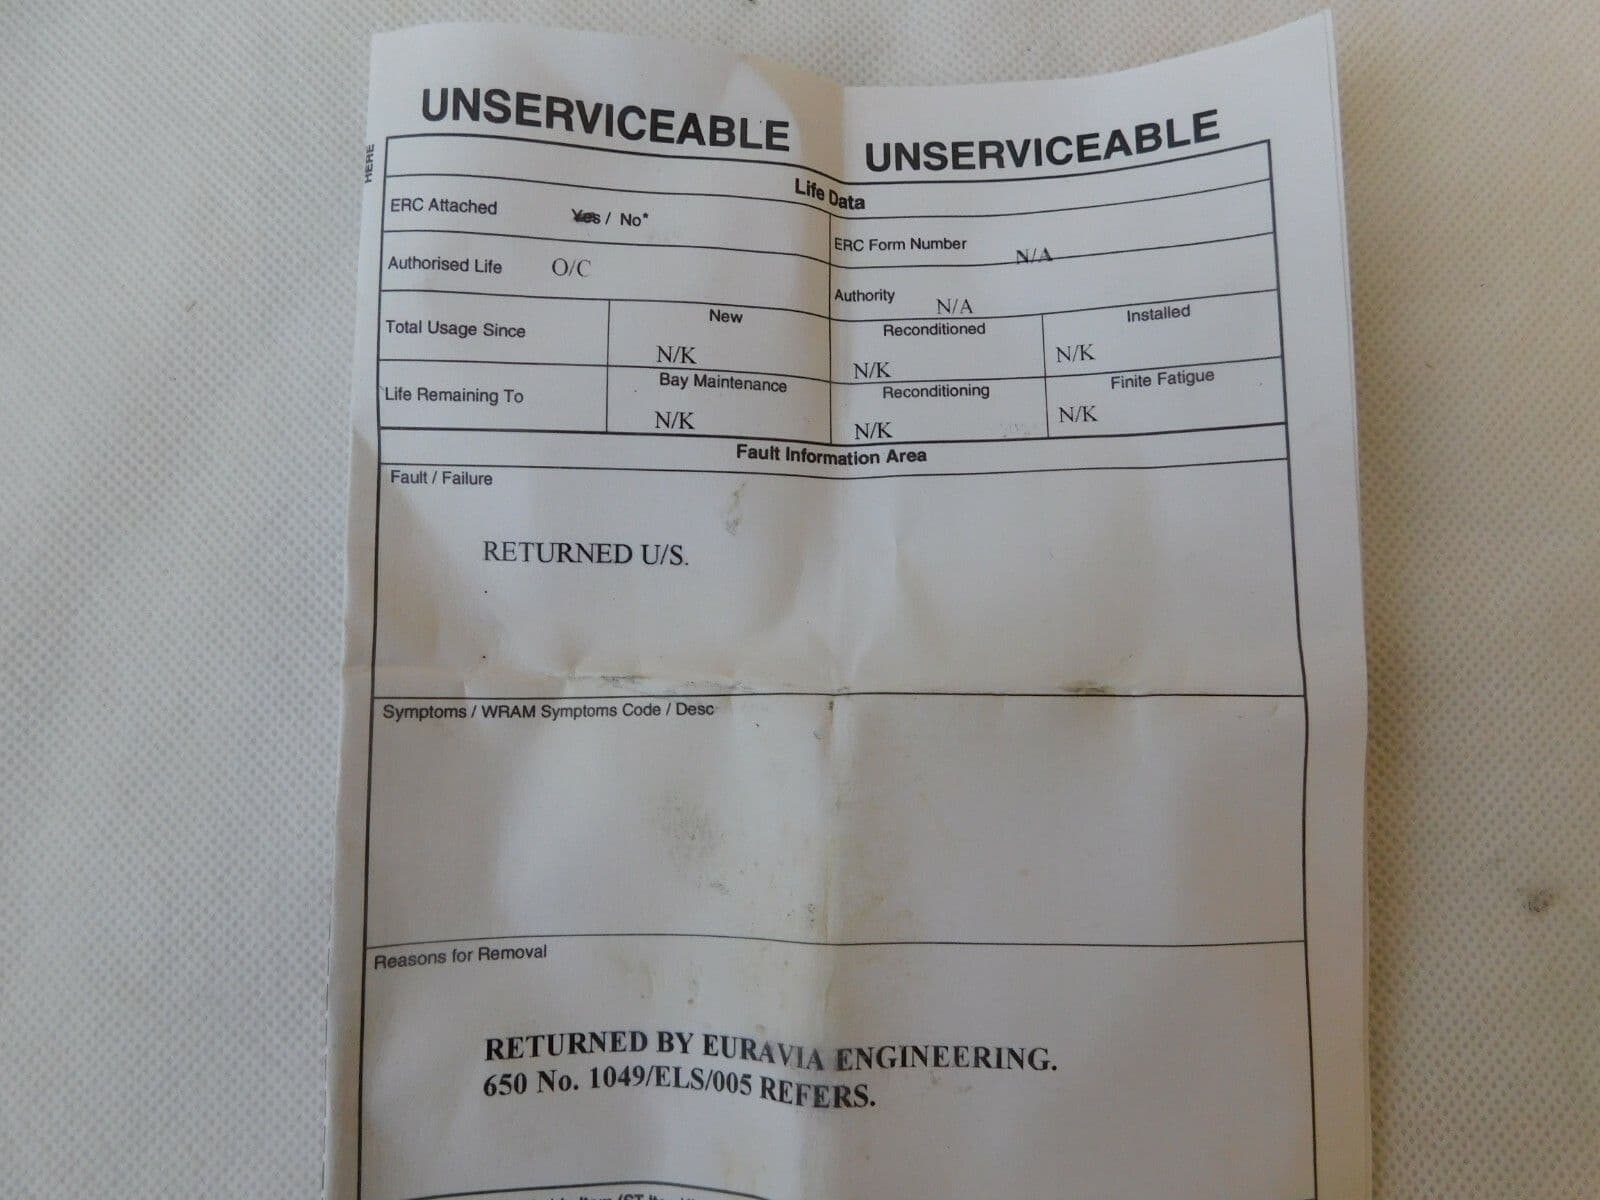 UNSERVICEABLE UNSERVICEABLE
HERE
Life Data
ERC Attached Yes / No*
ERC Form Number N/A
Authorised Life O/C
Authority N/A
Total Usage Since New N/K Reconditioned N/K Installed N/K
Life Remaining To Bay Maintenance N/K Reconditioning N/K Finite Fatigue N/K
Fault Information Area
Fault / Failure
RETURNED U/S.
Symptoms / WRAM Symptoms Code / Desc
Reasons for Removal
RETURNED BY EURAVIA ENGINEERING.
650 No. 1049/ELS/005 REFERS.